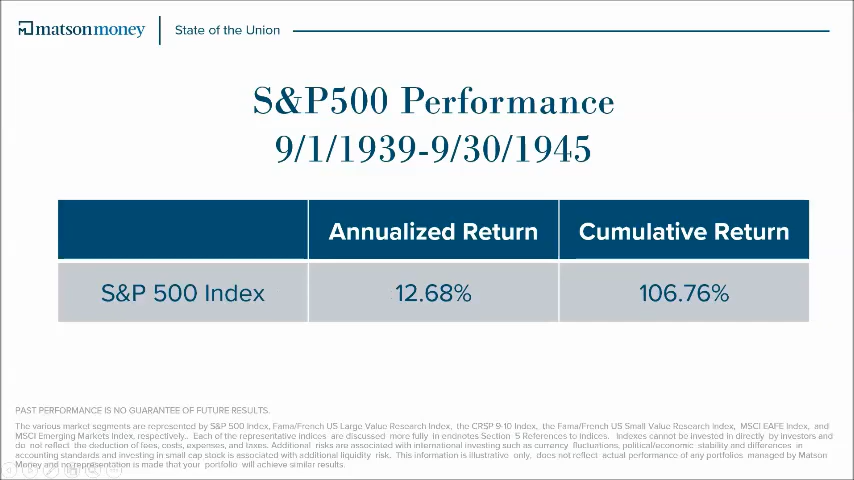 matsonmoney
State of the Union
S&P500 Performance
9/1/1939-9/30/1945
Annualized Return Cumulative Return
S&P 500 Index 12.68% 106.76%
PAST PERFORMANCE IS NO GUARANTEE OF FUTURE RESULTS.
The various market segments are represented by S&P 500 Index, Fama/French US Large Value Research Index, the CRSP 9-10 Index, the Fama/French US Small Value Research Index, MSCI EAFE Index, and
MSCI Emerging Markets Index, respectively.. Each of the representative indices are discussed more fully in endnotes Section 5 References to indices. Indexes cannot be invested in directly by Investors and
do not reflect the deduction of fees, costs, expenses, and taxes. Additional risks are associated with international investing such as currency fluctuations, political/economic stability and differences in
accounting standards and investing in small cap stock is associated with additional liquidity risk. This information is illustrative only, does not reflect actual performance of any portfolios managed by Matson
Money and no representation is made that your portfolio will achieve similar results.